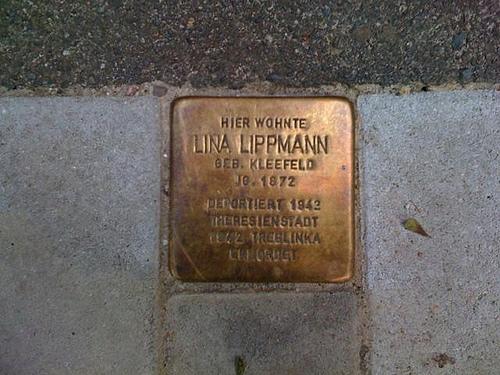 HIER WOHNTE
LINA LIPPMANN
GEB. KLEEFELD
JG. 1872
DEPORTIERT 1942
THERESIENSTADT
1942 TREBLINKA
ERMORDET